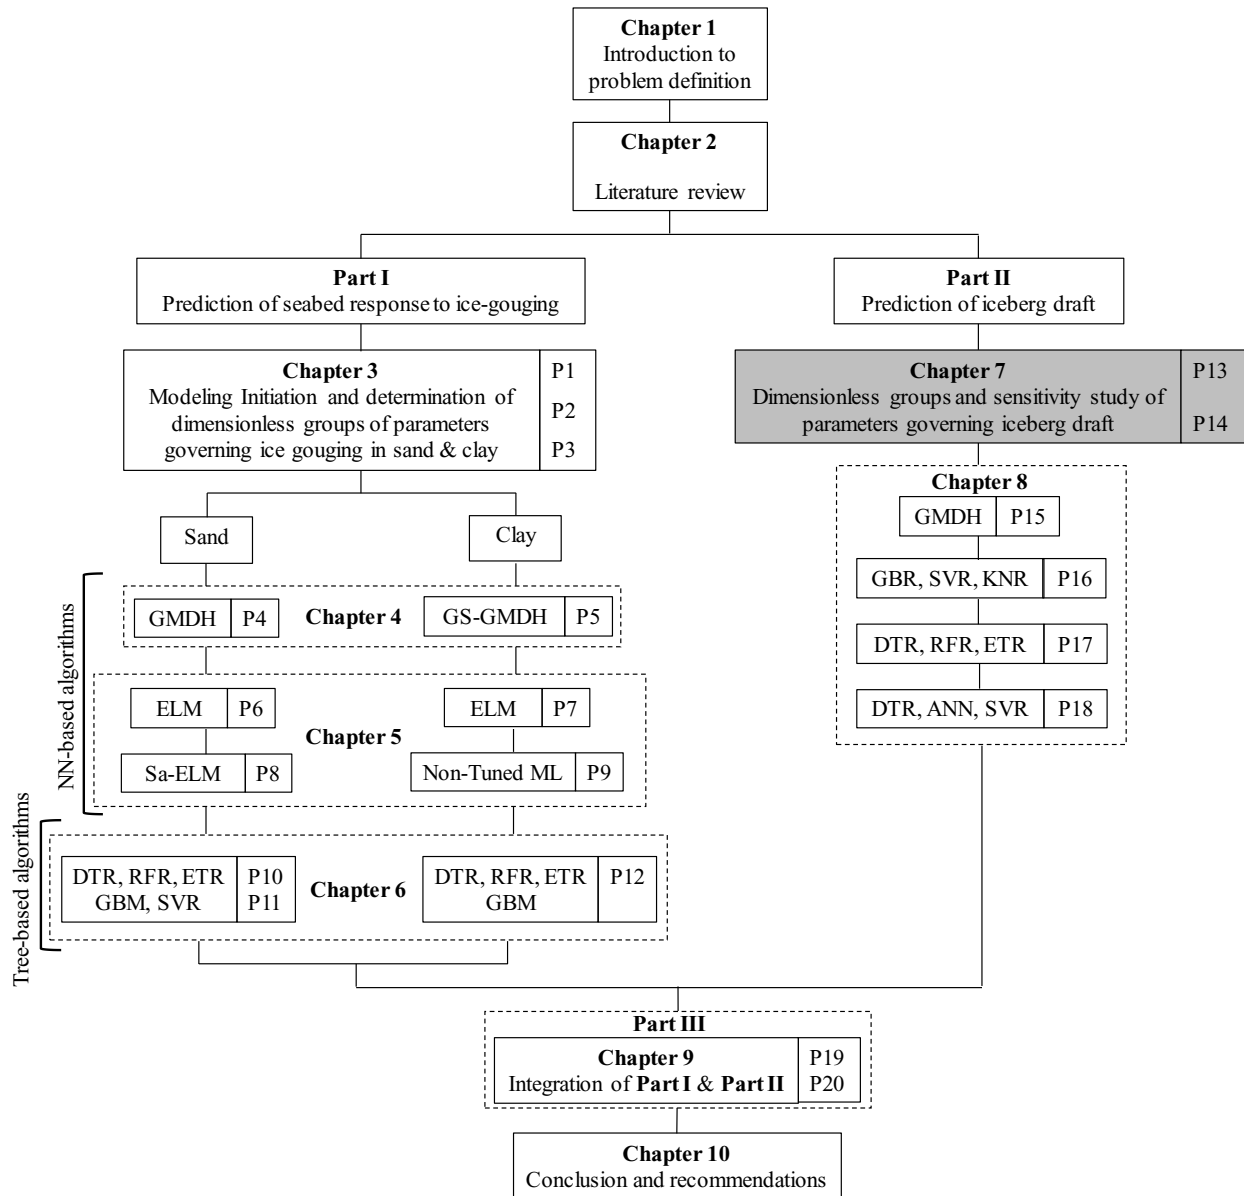 Chapter 1
Introduction to
problem definition
Chapter 2
Literature review
Part I
Prediction of seabed response to ice-gouging
Part II
Prediction of iceberg draft
Chapter 3
Modeling Initiation and determination of
dimensionless groups of parameters
governing ice gouging in sand & clay
P1
P2
P3
Chapter 7
Dimensionless groups and sensitivity study of
parameters governing iceberg draft
P13
P14
Sand
Clay
NN-based algorithms
GMDH
P4
Chapter 4
GS-GMDH
P5
ELM
P6
Chapter 5
ELM
P7
Sa-ELM
P8
Non-Tuned ML
P9
Tree-based algorithms
DTR, RFR, ETR
GBM, SVR
P10
P11
Chapter 6
DTR, RFR, ETR
GBM
P12
Chapter 8
GMDH
P15
GBR, SVR, KNR
P16
DTR, RFR, ETR
P17
DTR, ANN, SVR
P18
Part III
Chapter 9
Integration of Part I & Part II
P19
P20
Chapter 10
Conclusion and recommendations